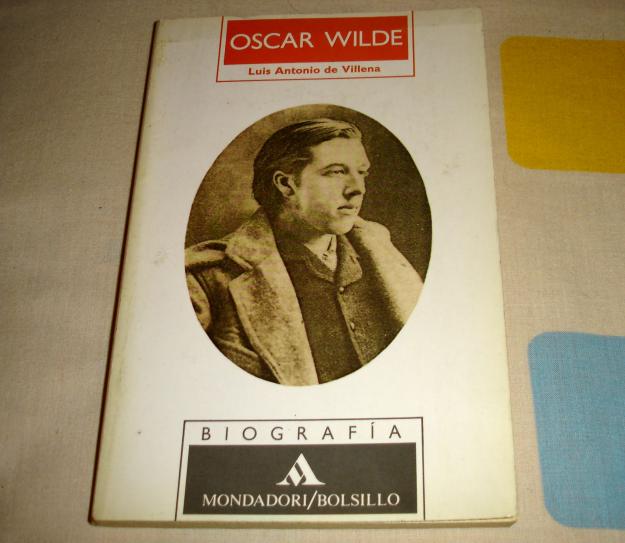 OSCAR WILDE
Luis Antonio de Villena
BIOGRAFÍA
MONDADORI/BOLSILLO